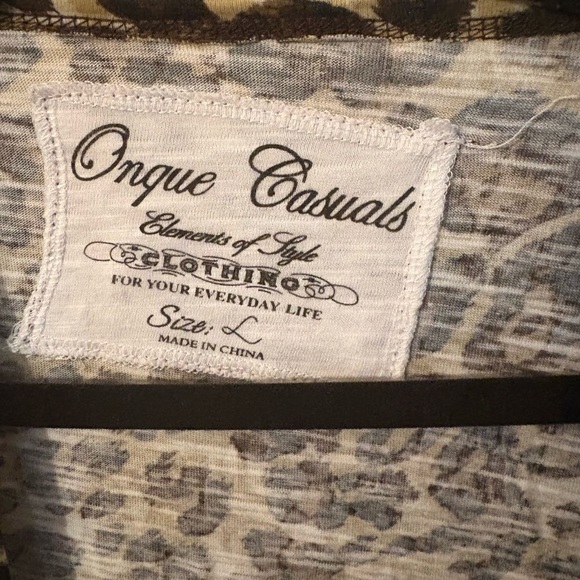 Onque Casuals
Elements of Style
CLOTHING
FOR YOUR EVERYDAY LIFE
Size: L
MADE IN CHINA